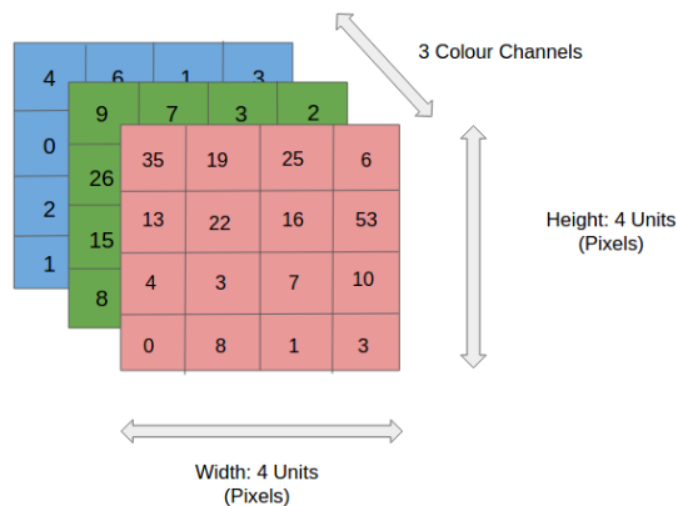 3 Colour Channels
4 6 1 3
9 7 3 2
35 19 25 6
0
26
13 22 16 53
Height: 4 Units
(Pixels)
2
15
4 3 7 10
1
8
0 8 1 3
Width: 4 Units
(Pixels)